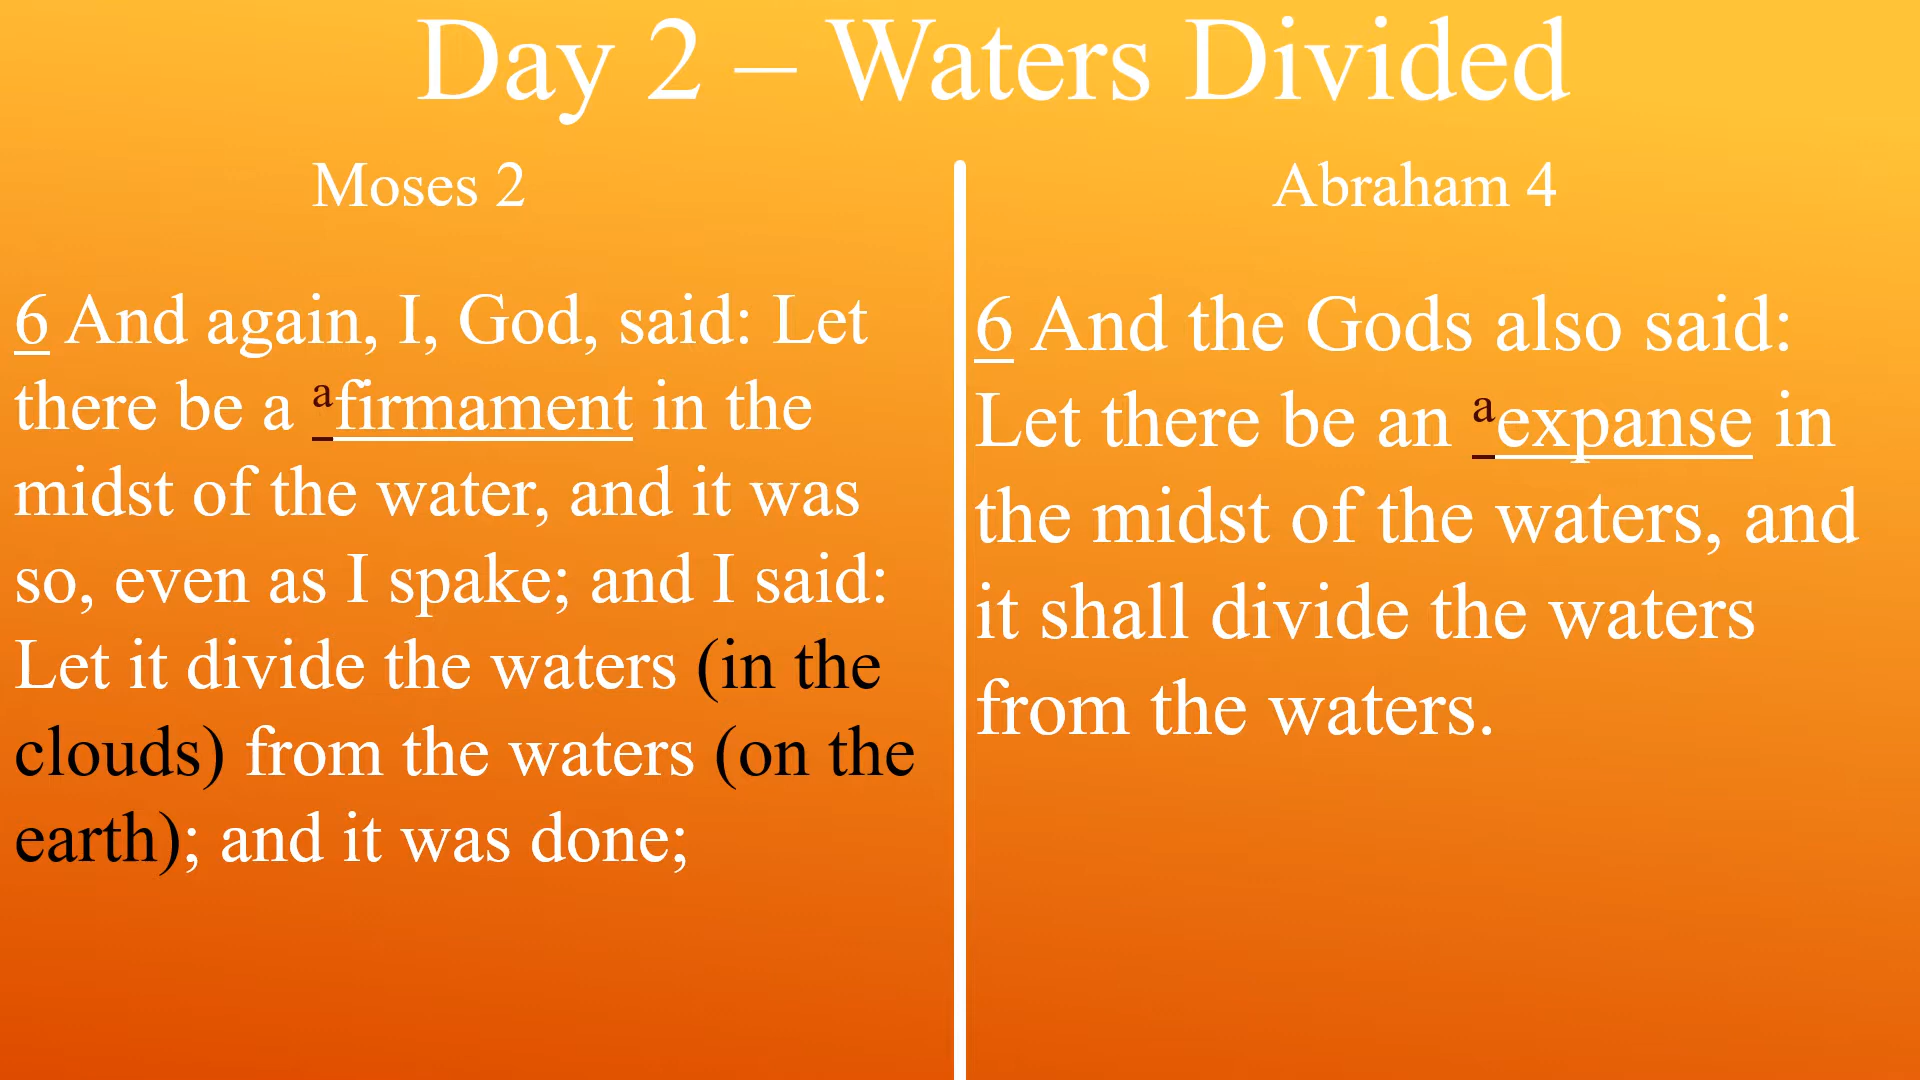 Day 2 – Waters Divided
Moses 2
6 And again, I, God, said: Let
there be a afirmament in the
midst of the water, and it was
so, even as I spake; and I said:
Let it divide the waters (in the
clouds) from the waters (on the
earth); and it was done;
Abraham 4
6 And the Gods also said:
Let there be an aexpanse in
the midst of the waters, and
it shall divide the waters
from the waters.